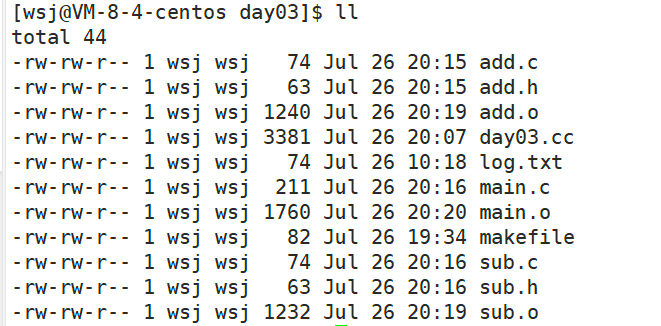 [wsj@VM-8-4-centos day03]$ ll
total 44
-rw-rw-r-- 1 wsj wsj   74 Jul 26 20:15 add.c
-rw-rw-r-- 1 wsj wsj   63 Jul 26 20:15 add.h
-rw-rw-r-- 1 wsj wsj 1240 Jul 26 20:19 add.o
-rw-rw-r-- 1 wsj wsj 3381 Jul 26 20:07 day03.cc
-rw-rw-r-- 1 wsj wsj   74 Jul 26 10:18 log.txt
-rw-rw-r-- 1 wsj wsj  211 Jul 26 20:16 main.c
-rw-rw-r-- 1 wsj wsj 1760 Jul 26 20:20 main.o
-rw-rw-r-- 1 wsj wsj   82 Jul 26 19:34 makefile
-rw-rw-r-- 1 wsj wsj   74 Jul 26 20:16 sub.c
-rw-rw-r-- 1 wsj wsj   63 Jul 26 20:16 sub.h
-rw-rw-r-- 1 wsj wsj 1232 Jul 26 20:19 sub.o